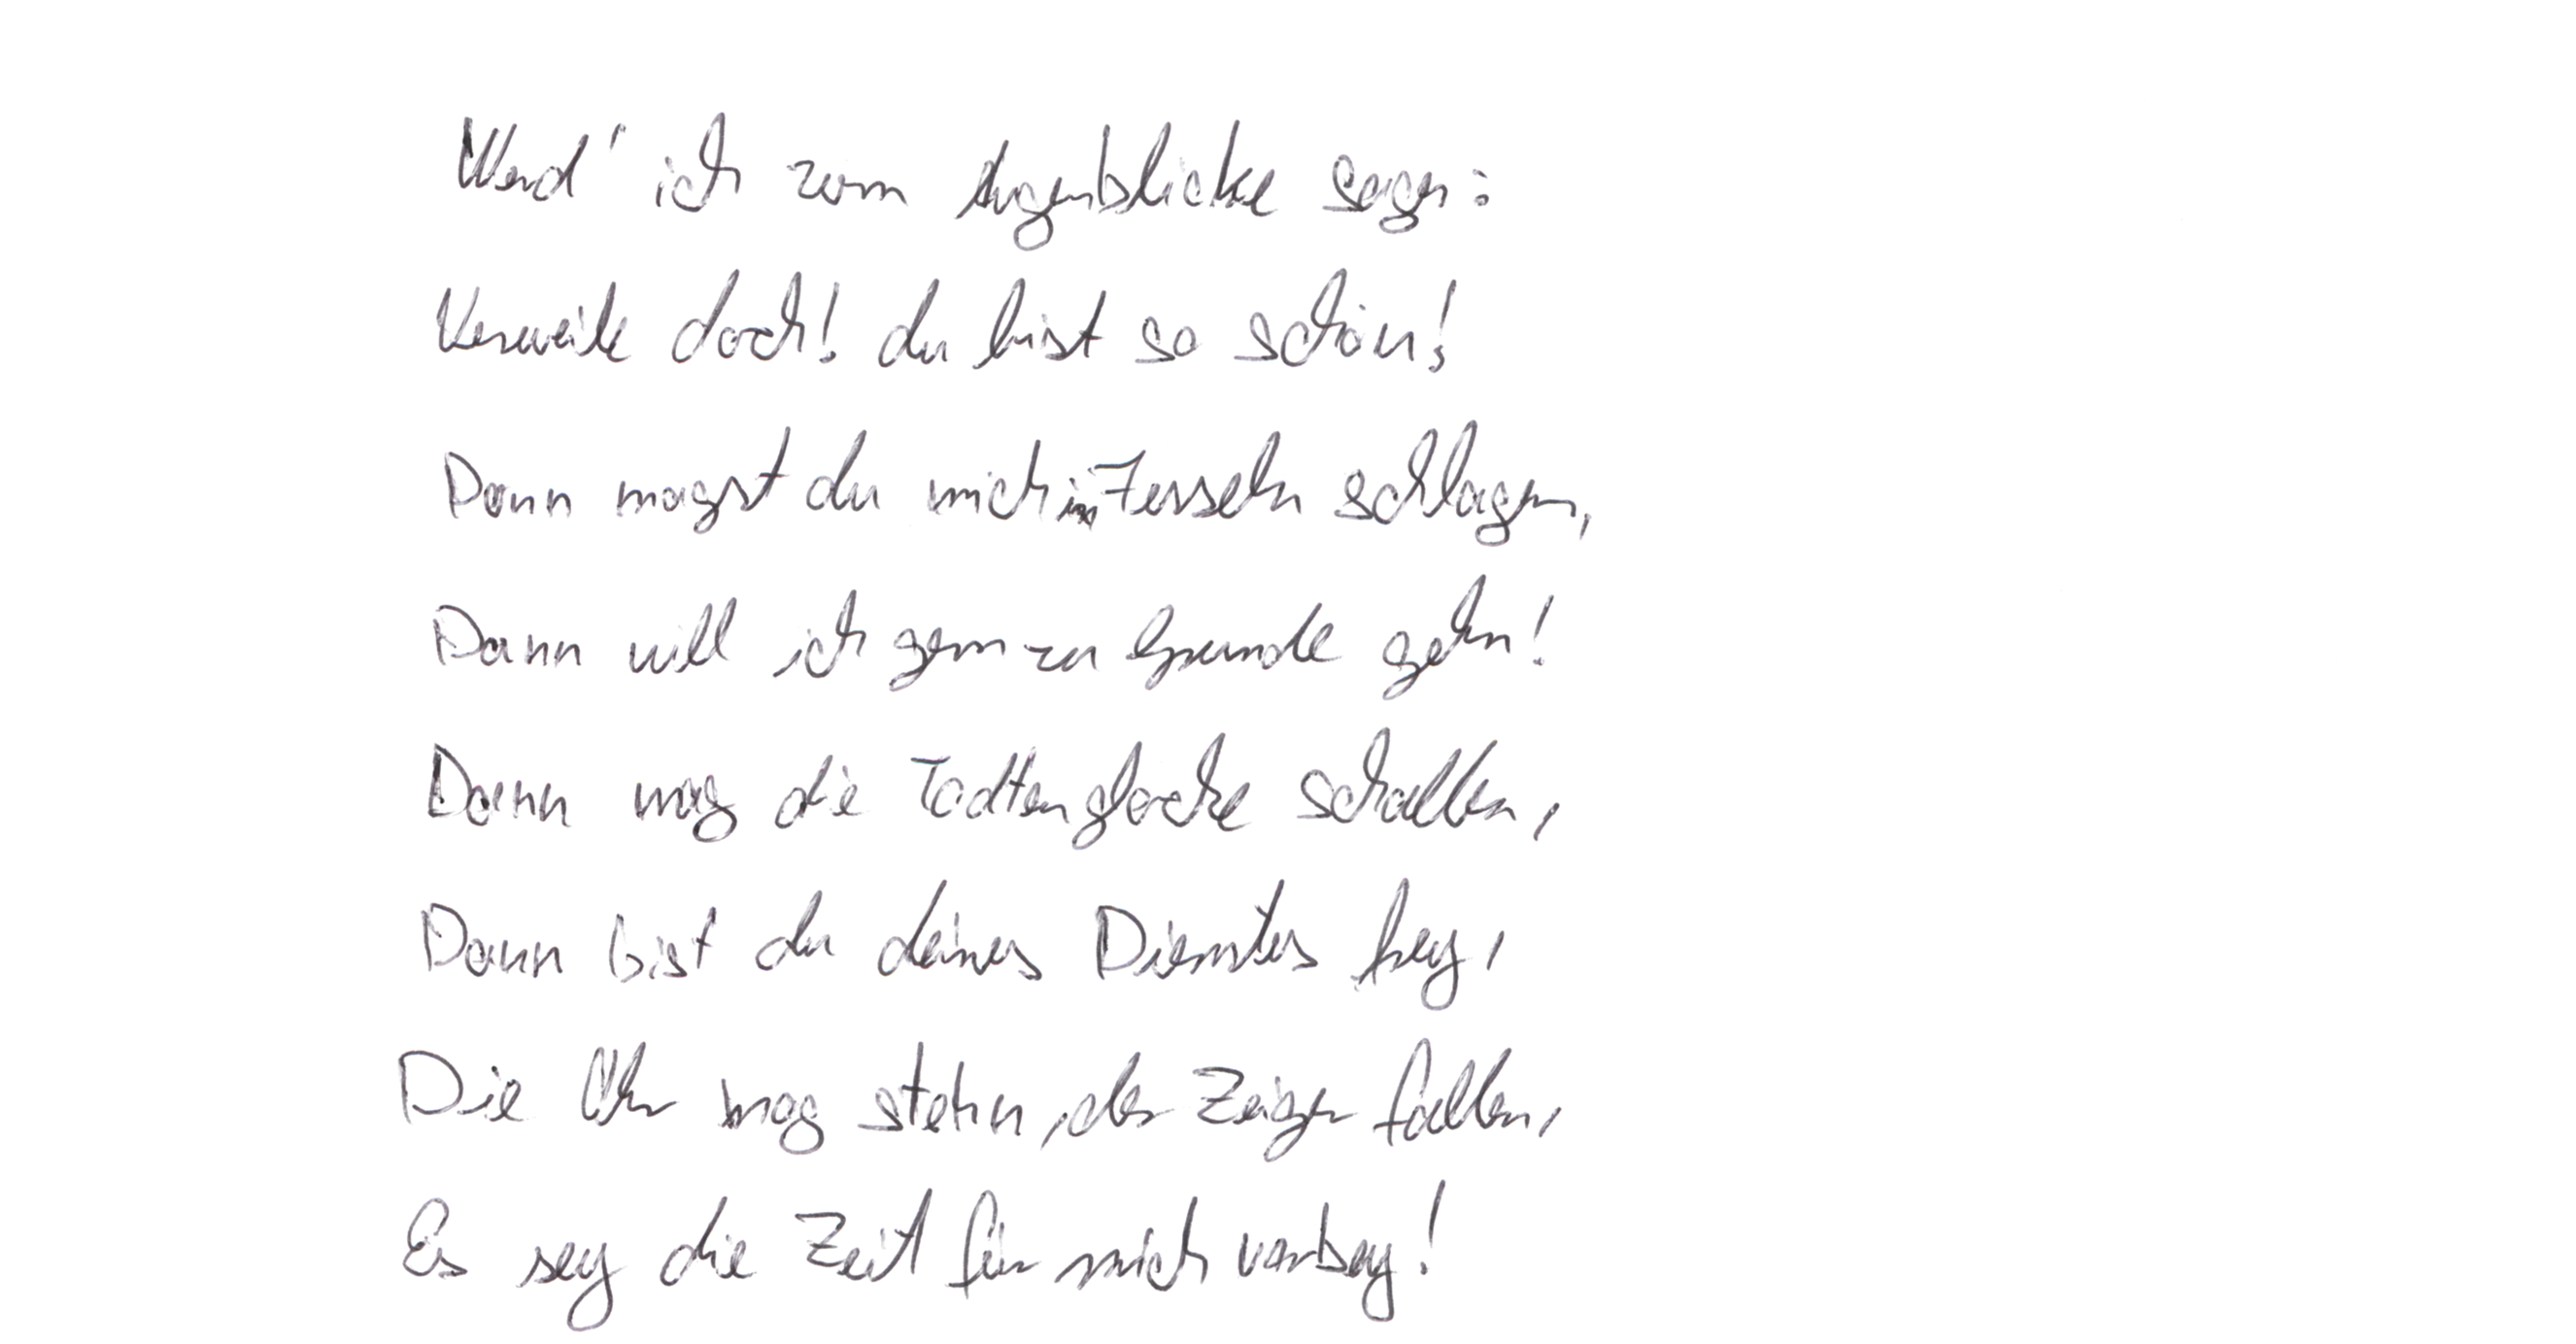 Werd' ich zum Augenblicke sagen:
Verweile doch! du bist so schön!
Dann magst du mich in Fesseln schlagen,
Dann will ich gern zu Grunde gehn!
Dann mag die Todtenglocke schallen,
Dann bist du deines Dienstes frey,
Die Uhr mag stehn, der Zeiger fallen,
Es sey die Zeit für mich vorbey!